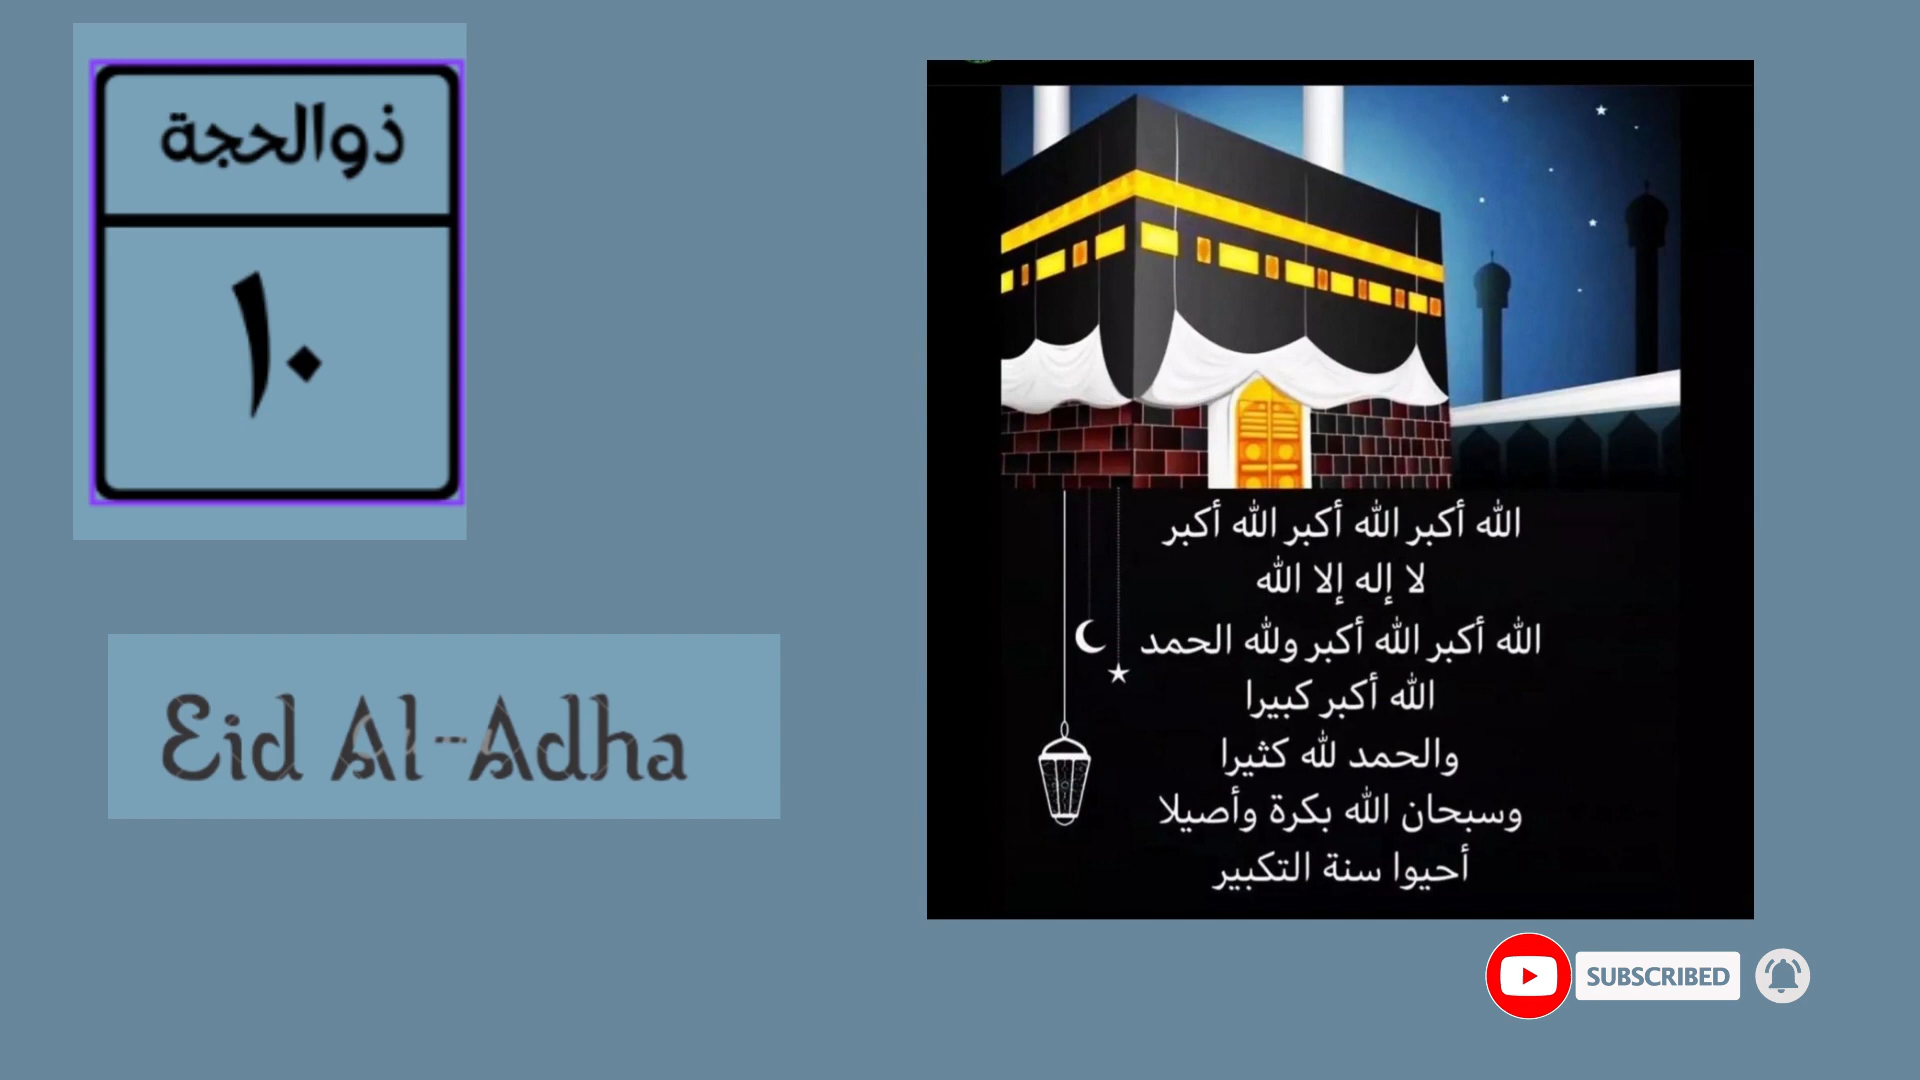 ذوالحجة
١٠
Eid Al-Adha
الله أكبر الله أكبر الله أكبر
لا إله إلا الله
الله أكبر الله أكبر ولله الحمد
الله أكبر كبيرا
والحمد لله كثيرا
وسبحان الله بكرة وأصيلا
أحيوا سنة التكبير
SUBSCRIBED